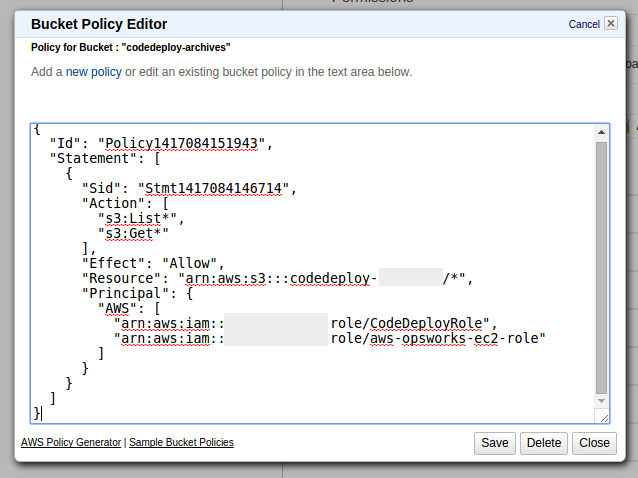 Permissions
Bucket Policy Editor
Cancel
Policy for Bucket : "codedeploy-archives"
Add a new policy or edit an existing bucket policy in the text area below.
{
"Id": "Policy1417084151943",
"Statement": [
{
"Sid": "Stmt1417084146714",
"Action": [
"s3:List*",
"s3:Get*"
],
"Effect": "Allow",
"Resource": "arn:aws:s3:::codedeploy- /*",
"Principal": {
"AWS": [
"arn:aws:iam:: role/CodeDeployRole",
"arn:aws:iam:: role/aws-opsworks-ec2-role"
]
}
}
]
}
AWS Policy Generator | Sample Bucket Policies
Save Delete Close